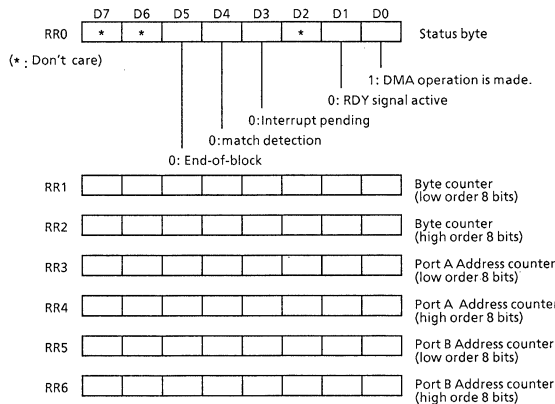 D7 D6 D5 D4 D3 D2 D1 D0
RR0 * * * Status byte
(*: Don't care)
1: DMA operation is made.
0: RDY signal active
0:Interrupt pending
0:match detection
0: End-of-block
RR1 Byte counter
(low order 8 bits)
RR2 Byte counter
(high order 8 bits)
RR3 Port A Address counter
(low order 8 bits)
RR4 Port A Address counter
(high order 8 bits)
RR5 Port B Address counter
(low order 8 bits)
RR6 Port B Address counter
(high orde 8 bits)